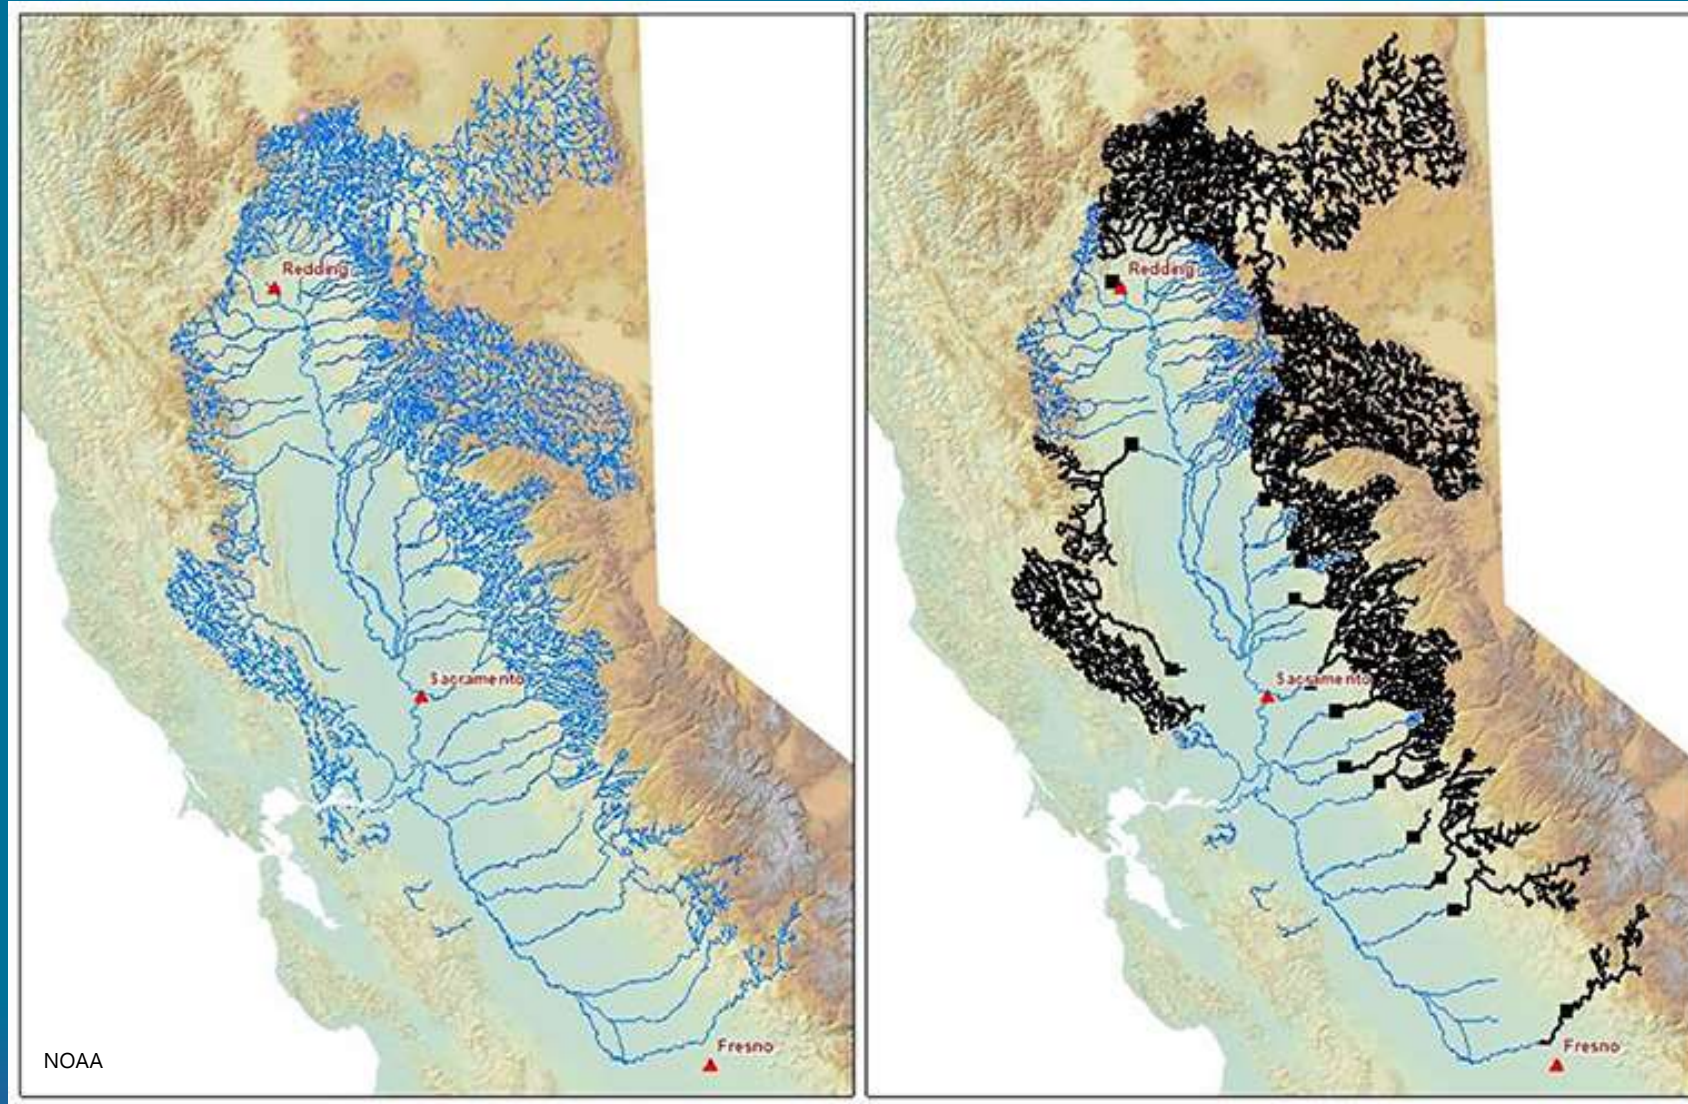 Redding
Sacramento
Fresno
NOAA
Redding
Sacramento
Fresno